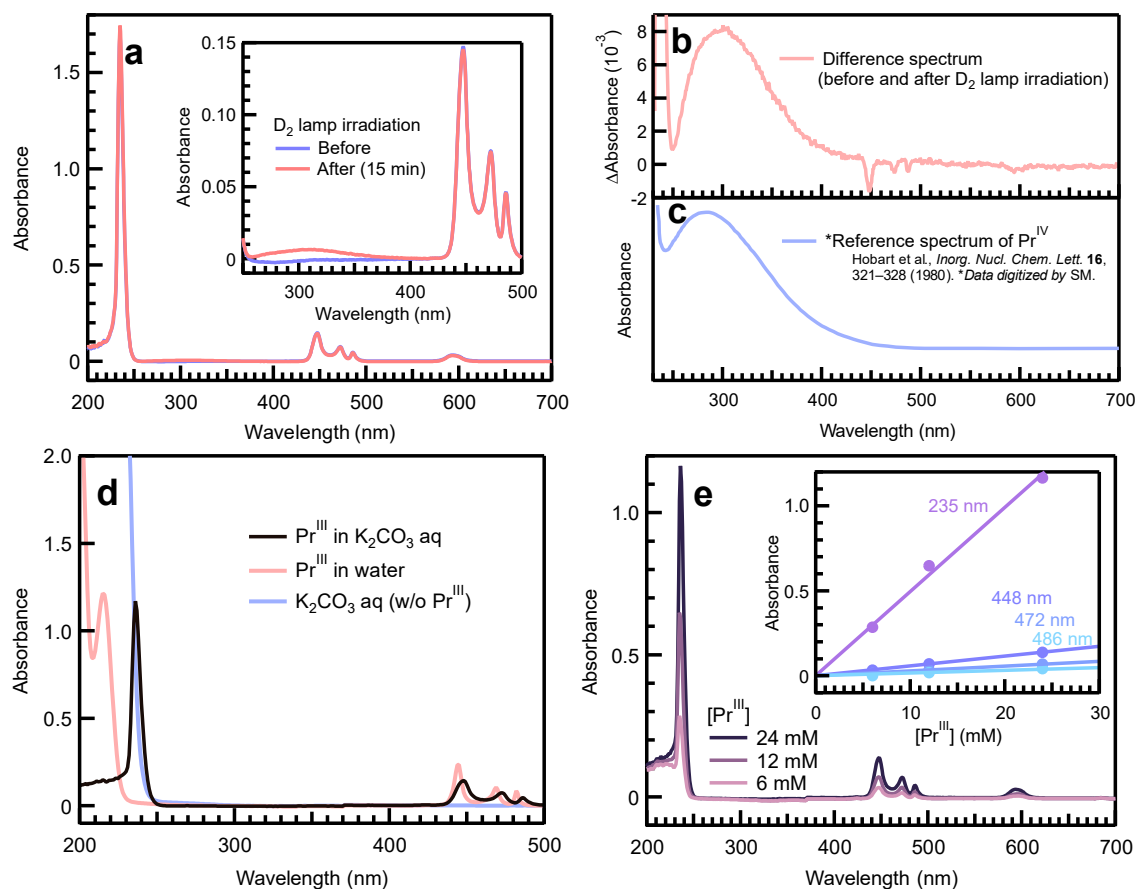 a
Absorbance
1.5
1.0
0.5
0
200 300 400 500 600 700
Wavelength (nm)
Absorbance
0.15
0.10
0.05
0
300 400 500
Wavelength (nm)
D2 lamp irradiation
Before
After (15 min)
b
ΔAbsorbance (10-3)
8
6
4
2
0
-2
Difference spectrum
(before and after D2 lamp irradiation)
c
Absorbance
*Reference spectrum of PrIV
Hobart et al., Inorg. Nucl. Chem. Lett. 16,
321–328 (1980). *Data digitized by SM.
300 400 500 600 700
Wavelength (nm)
d
Absorbance
2.0
1.5
1.0
0.5
0
PrIII in K2CO3 aq
PrIII in water
K2CO3 aq (w/o PrIII)
200 300 400 500
Wavelength (nm)
e
Absorbance
1.0
0.5
0
[PrIII]
24 mM
12 mM
6 mM
200 300 400 500 600 700
Wavelength (nm)
Absorbance
1.0
0.5
0
235 nm
448 nm
472 nm
486 nm
0 10 20 30
[PrIII] (mM)